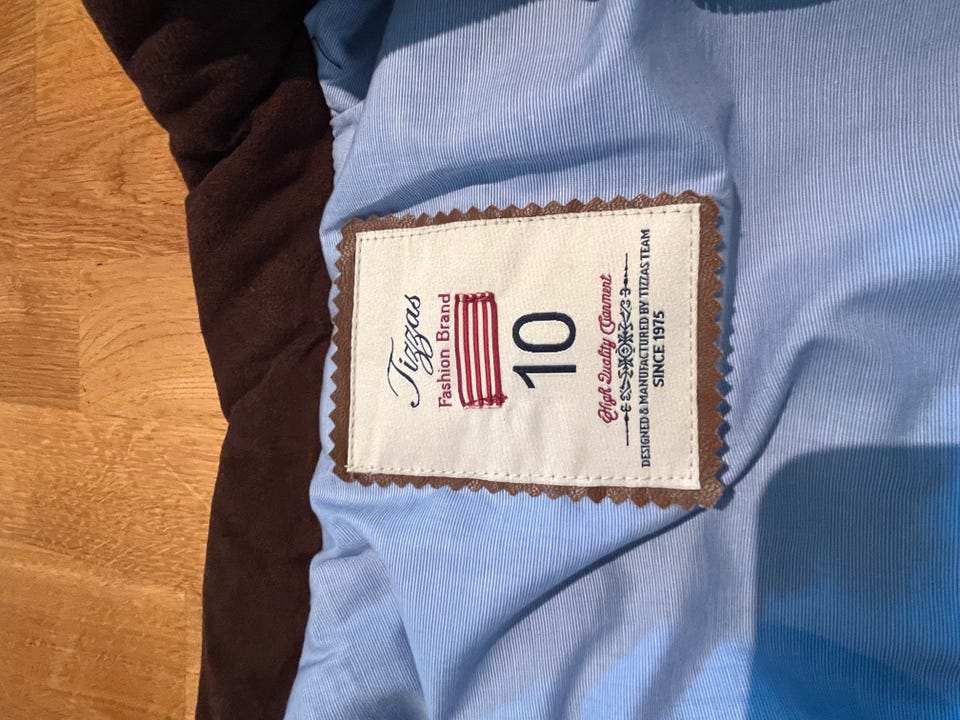 Tizzas
Fashion Brand
10
High Quality Garment
DESIGNED & MANUFACTURED BY TIZZAS TEAM
SINCE 1975